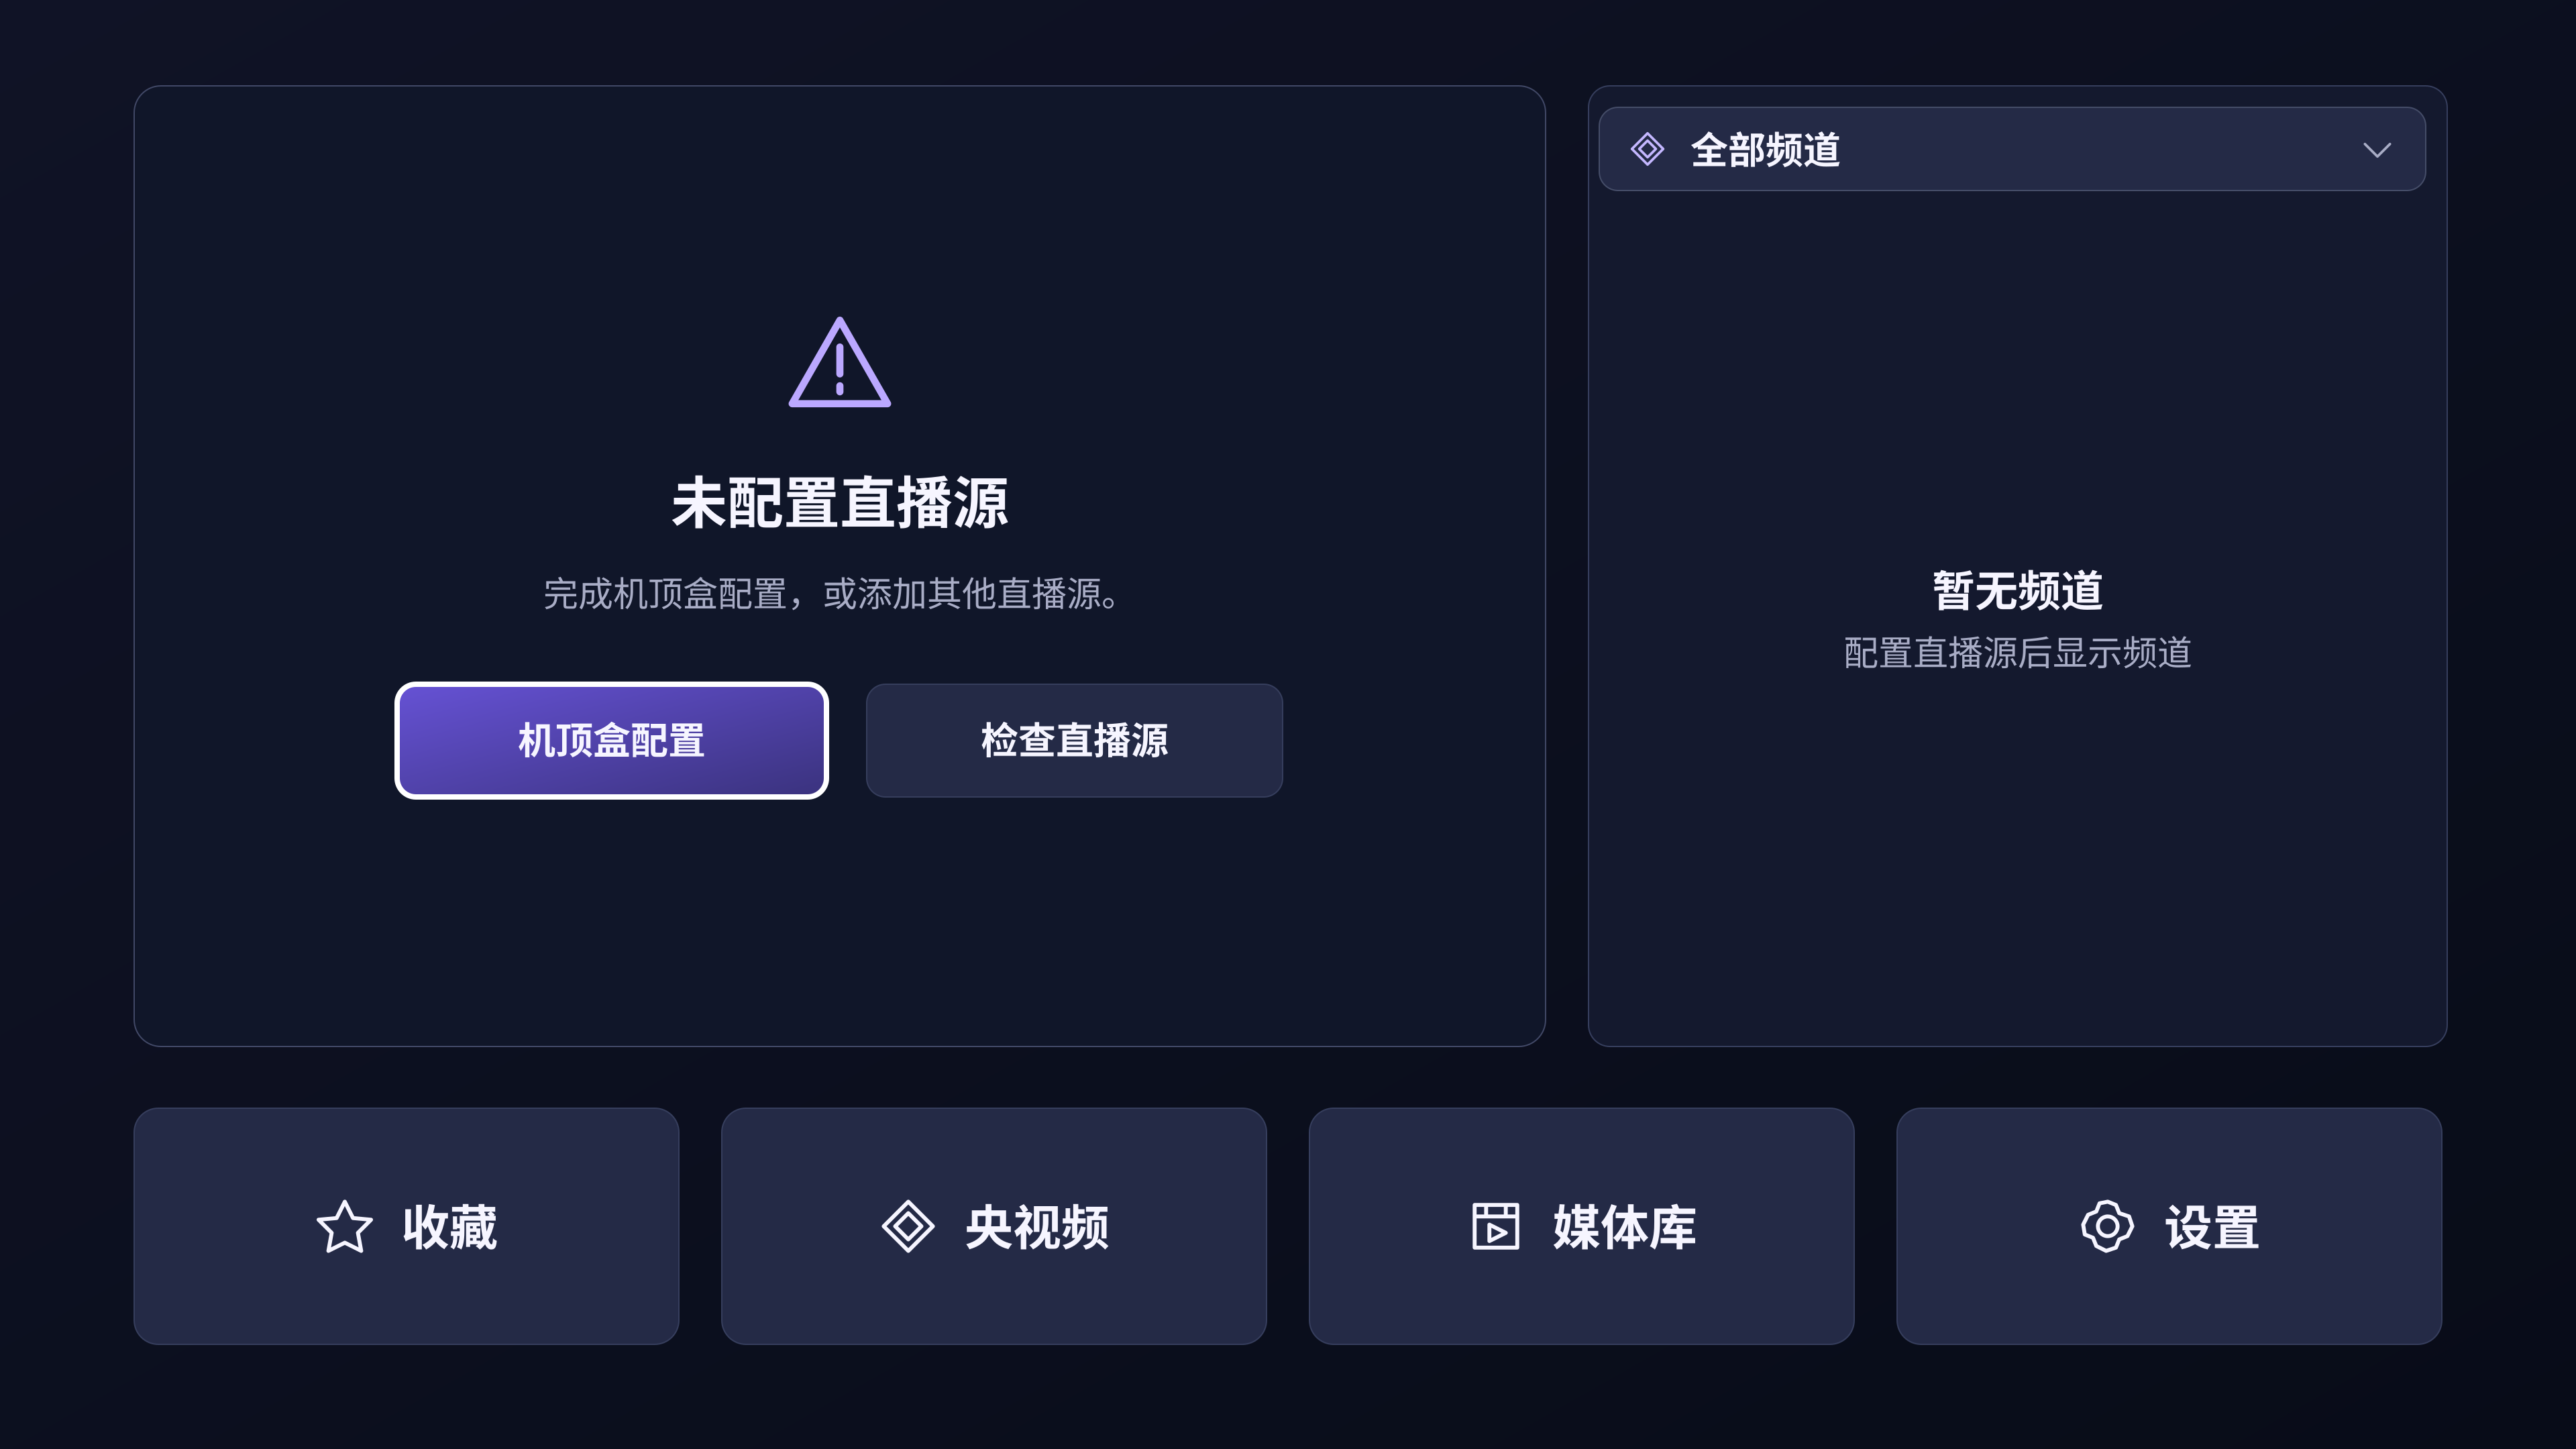 未配置直播源
完成机顶盒配置，或添加其他直播源。
机顶盒配置
检查直播源
全部频道
暂无频道
配置直播源后显示频道
收藏
央视频
媒体库
设置